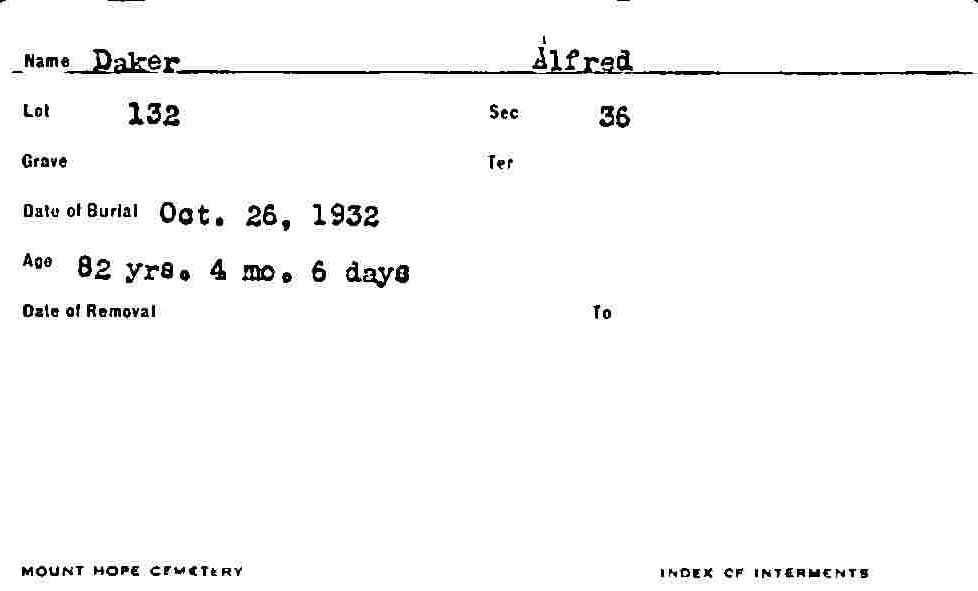 Name Daker Alfred
Lot 132 Sec 36
Grave Ter
Date of Burial Oct. 26, 1932
Age 82 yrs. 4 mo. 6 days
Date of Removal To
MOUNT HOPE CEMETERY INDEX OF INTERMENTS